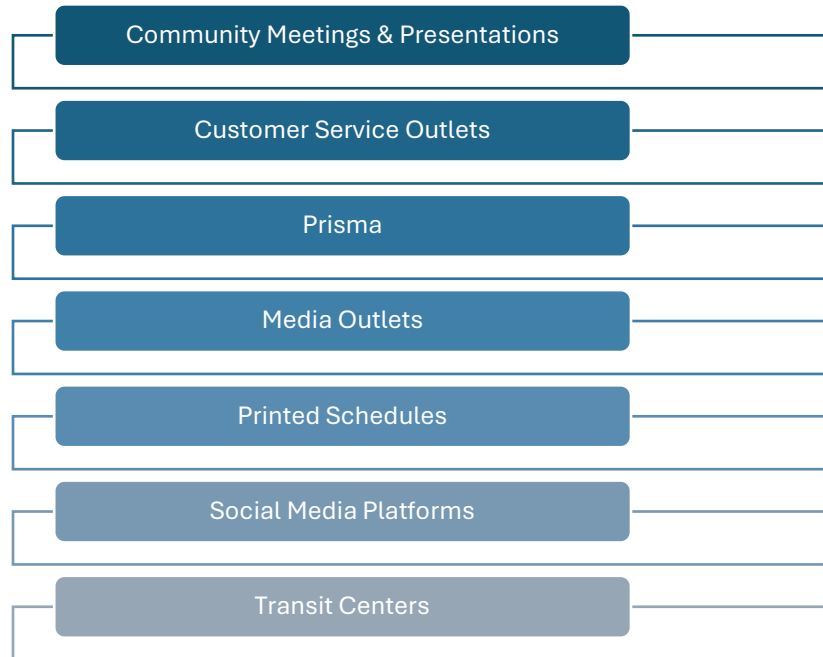 Community Meetings & Presentations
Customer Service Outlets
Prisma
Media Outlets
Printed Schedules
Social Media Platforms
Transit Centers